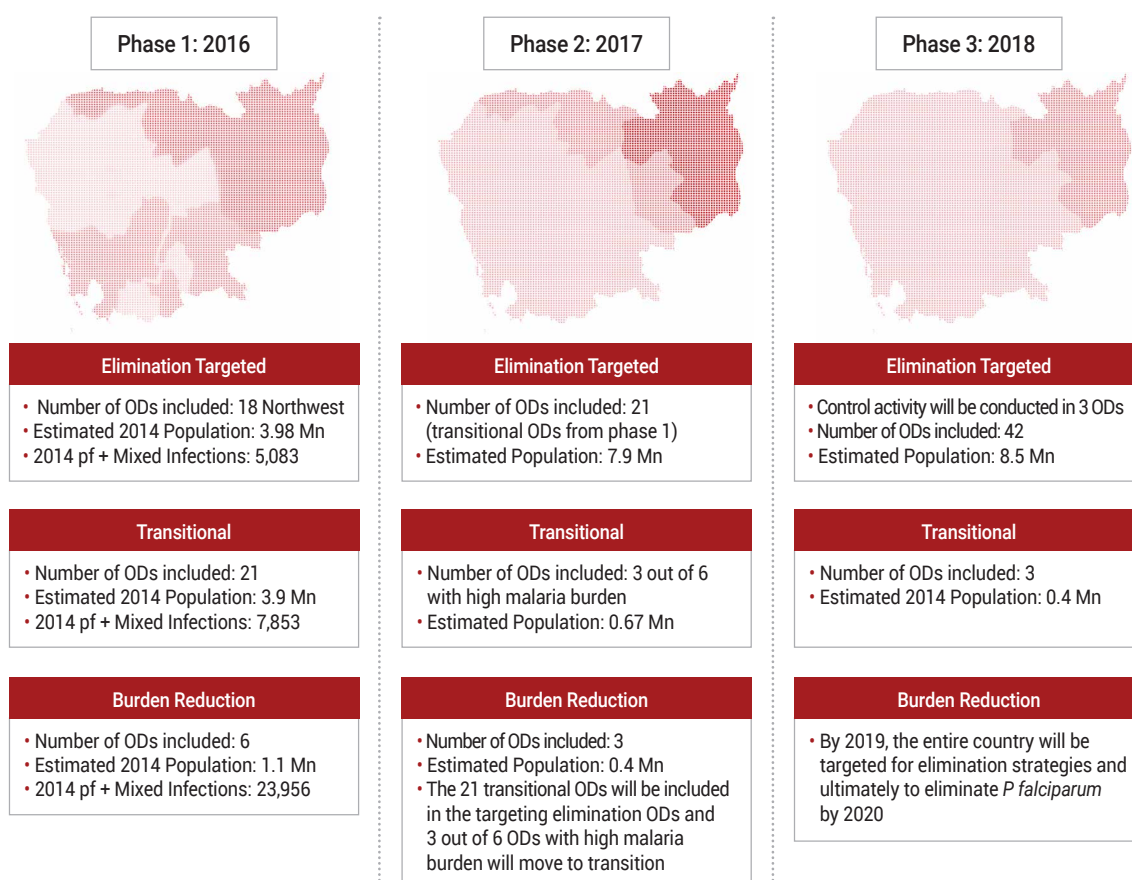 Phase 1: 2016
Elimination Targeted
• Number of ODs included: 18 Northwest
• Estimated 2014 Population: 3.98 Mn
• 2014 pf + Mixed Infections: 5,083
Transitional
• Number of ODs included: 21
• Estimated 2014 Population: 3.9 Mn
• 2014 pf + Mixed Infections: 7,853
Burden Reduction
• Number of ODs included: 6
• Estimated 2014 Population: 1.1 Mn
• 2014 pf + Mixed Infections: 23,956
Phase 2: 2017
Elimination Targeted
• Number of ODs included: 21
(transitional ODs from phase 1)
• Estimated Population: 7.9 Mn
Transitional
• Number of ODs included: 3 out of 6
with high malaria burden
• Estimated Population: 0.67 Mn
Burden Reduction
• Number of ODs included: 3
• Estimated Population: 0.4 Mn
• The 21 transitional ODs will be included
in the targeting elimination ODs and
3 out of 6 ODs with high malaria
burden will move to transition
Phase 3: 2018
Elimination Targeted
• Control activity will be conducted in 3 ODs
• Number of ODs included: 42
• Estimated Population: 8.5 Mn
Transitional
• Number of ODs included: 3
• Estimated 2014 Population: 0.4 Mn
Burden Reduction
• By 2019, the entire country will be
targeted for elimination strategies and
ultimately to eliminate P falciparum
by 2020